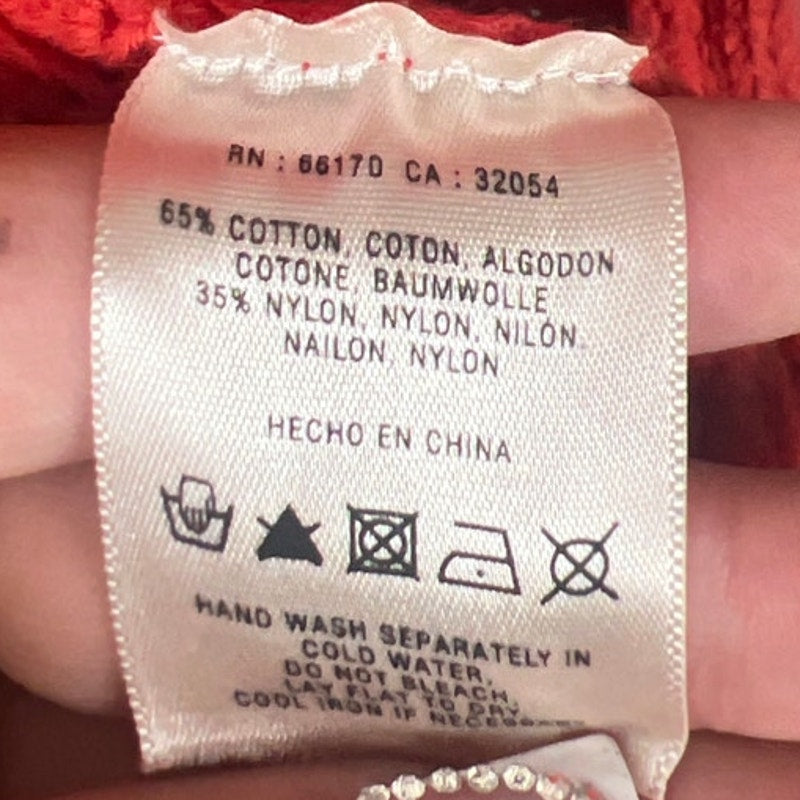 RN : 66170 CA : 32054
65% COTTON, COTON, ALGODON
COTONE, BAUMWOLLE
35% NYLON, NYLON, NILON
NAILON, NYLON
HECHO EN CHINA
HAND WASH SEPARATELY IN
COLD WATER,
DO NOT BLEACH,
LAY FLAT TO DRY
COOL IRON IF